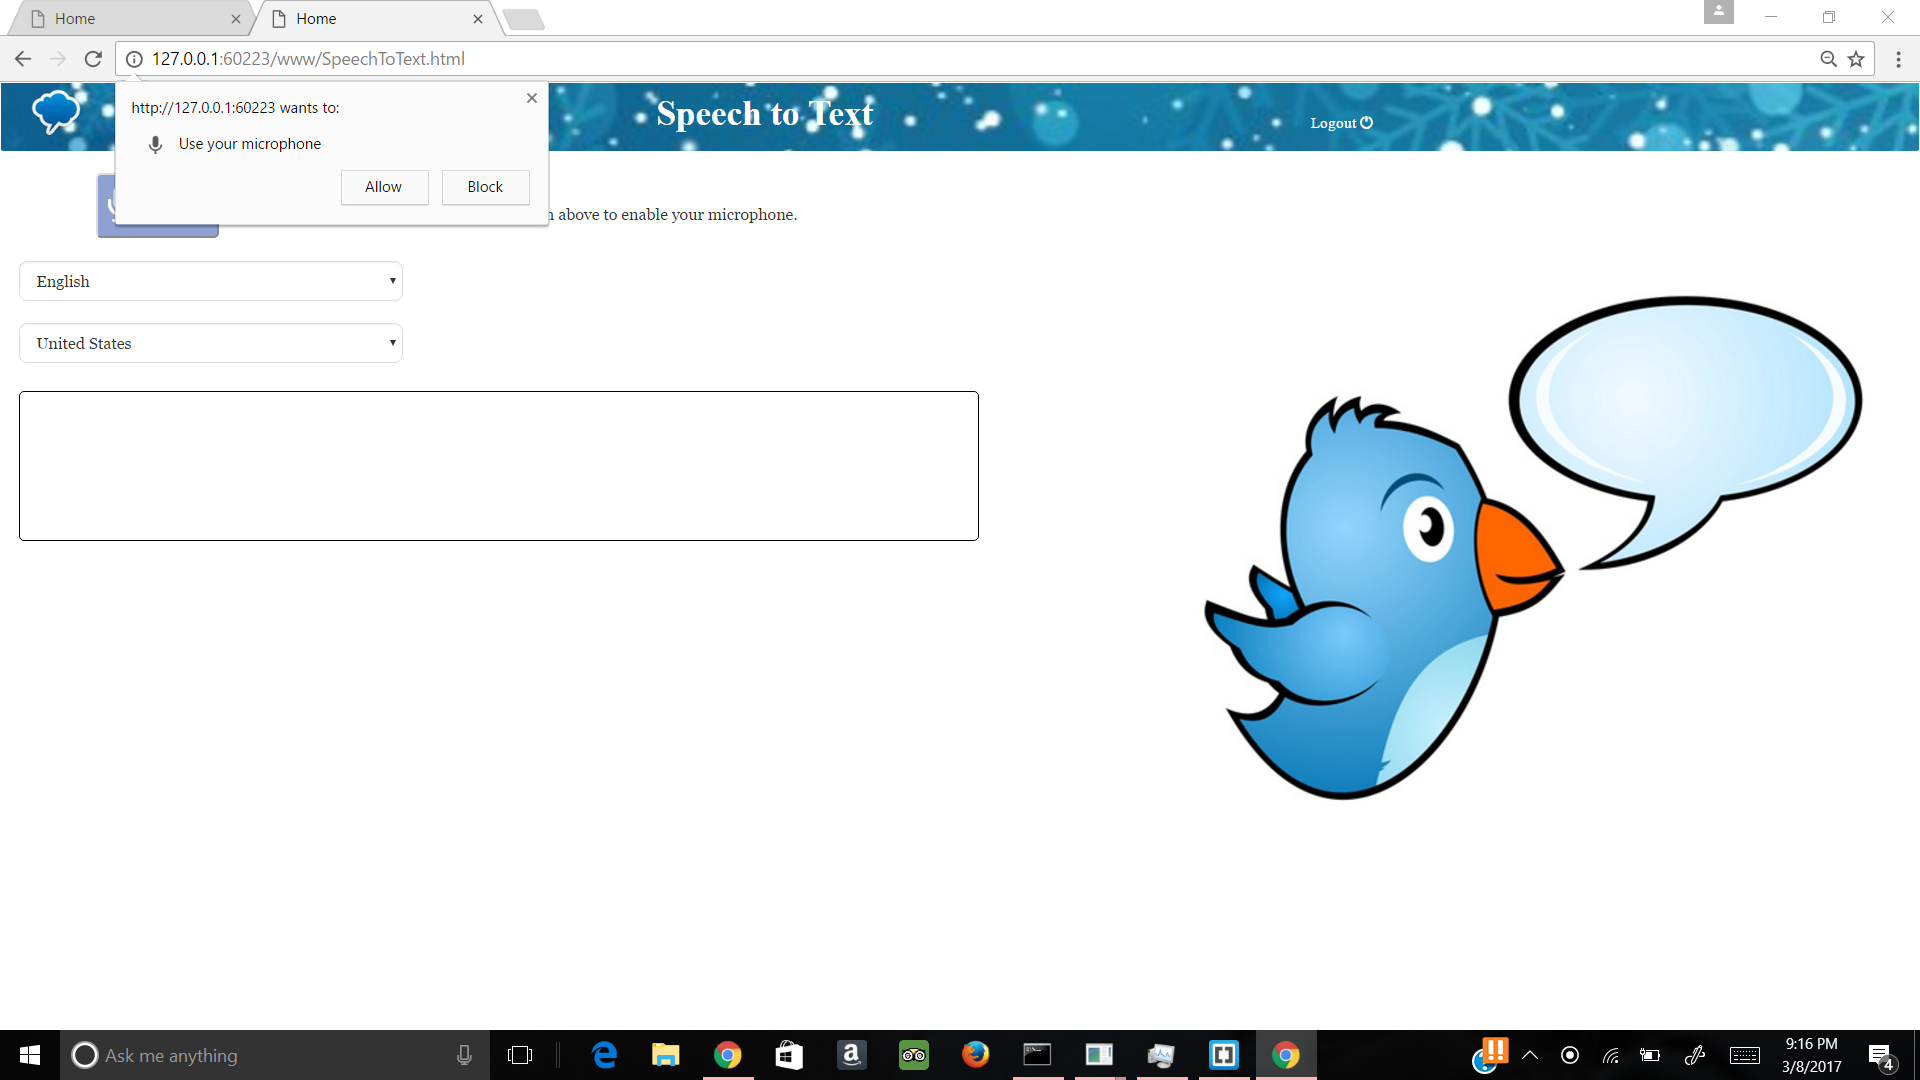 Home
Home
127.0.0.1:60223/www/SpeechToText.html
http://127.0.0.1:60223 wants to:
Use your microphone
Allow
Block
Speech to Text
Logout
above to enable your microphone.
English
United States
Ask me anything
9:16 PM
3/8/2017
4